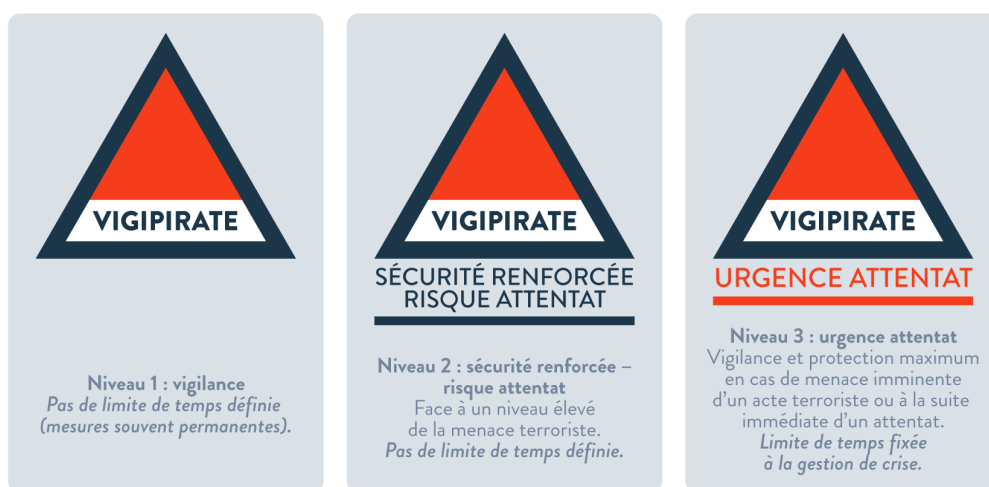 VIGIPIRATE
Niveau 1 : vigilance
Pas de limite de temps définie
(mesures souvent permanentes).
VIGIPIRATE
SÉCURITÉ RENFORCÉE
RISQUE ATTENTAT
Niveau 2 : sécurité renforcée –
risque attentat
Face à un niveau élevé
de la menace terroriste.
Pas de limite de temps définie.
VIGIPIRATE
URGENCE ATTENTAT
Niveau 3 : urgence attentat
Vigilance et protection maximum
en cas de menace imminente
d’un acte terroriste ou à la suite
immédiate d’un attentat.
Limite de temps fixée
à la gestion de crise.